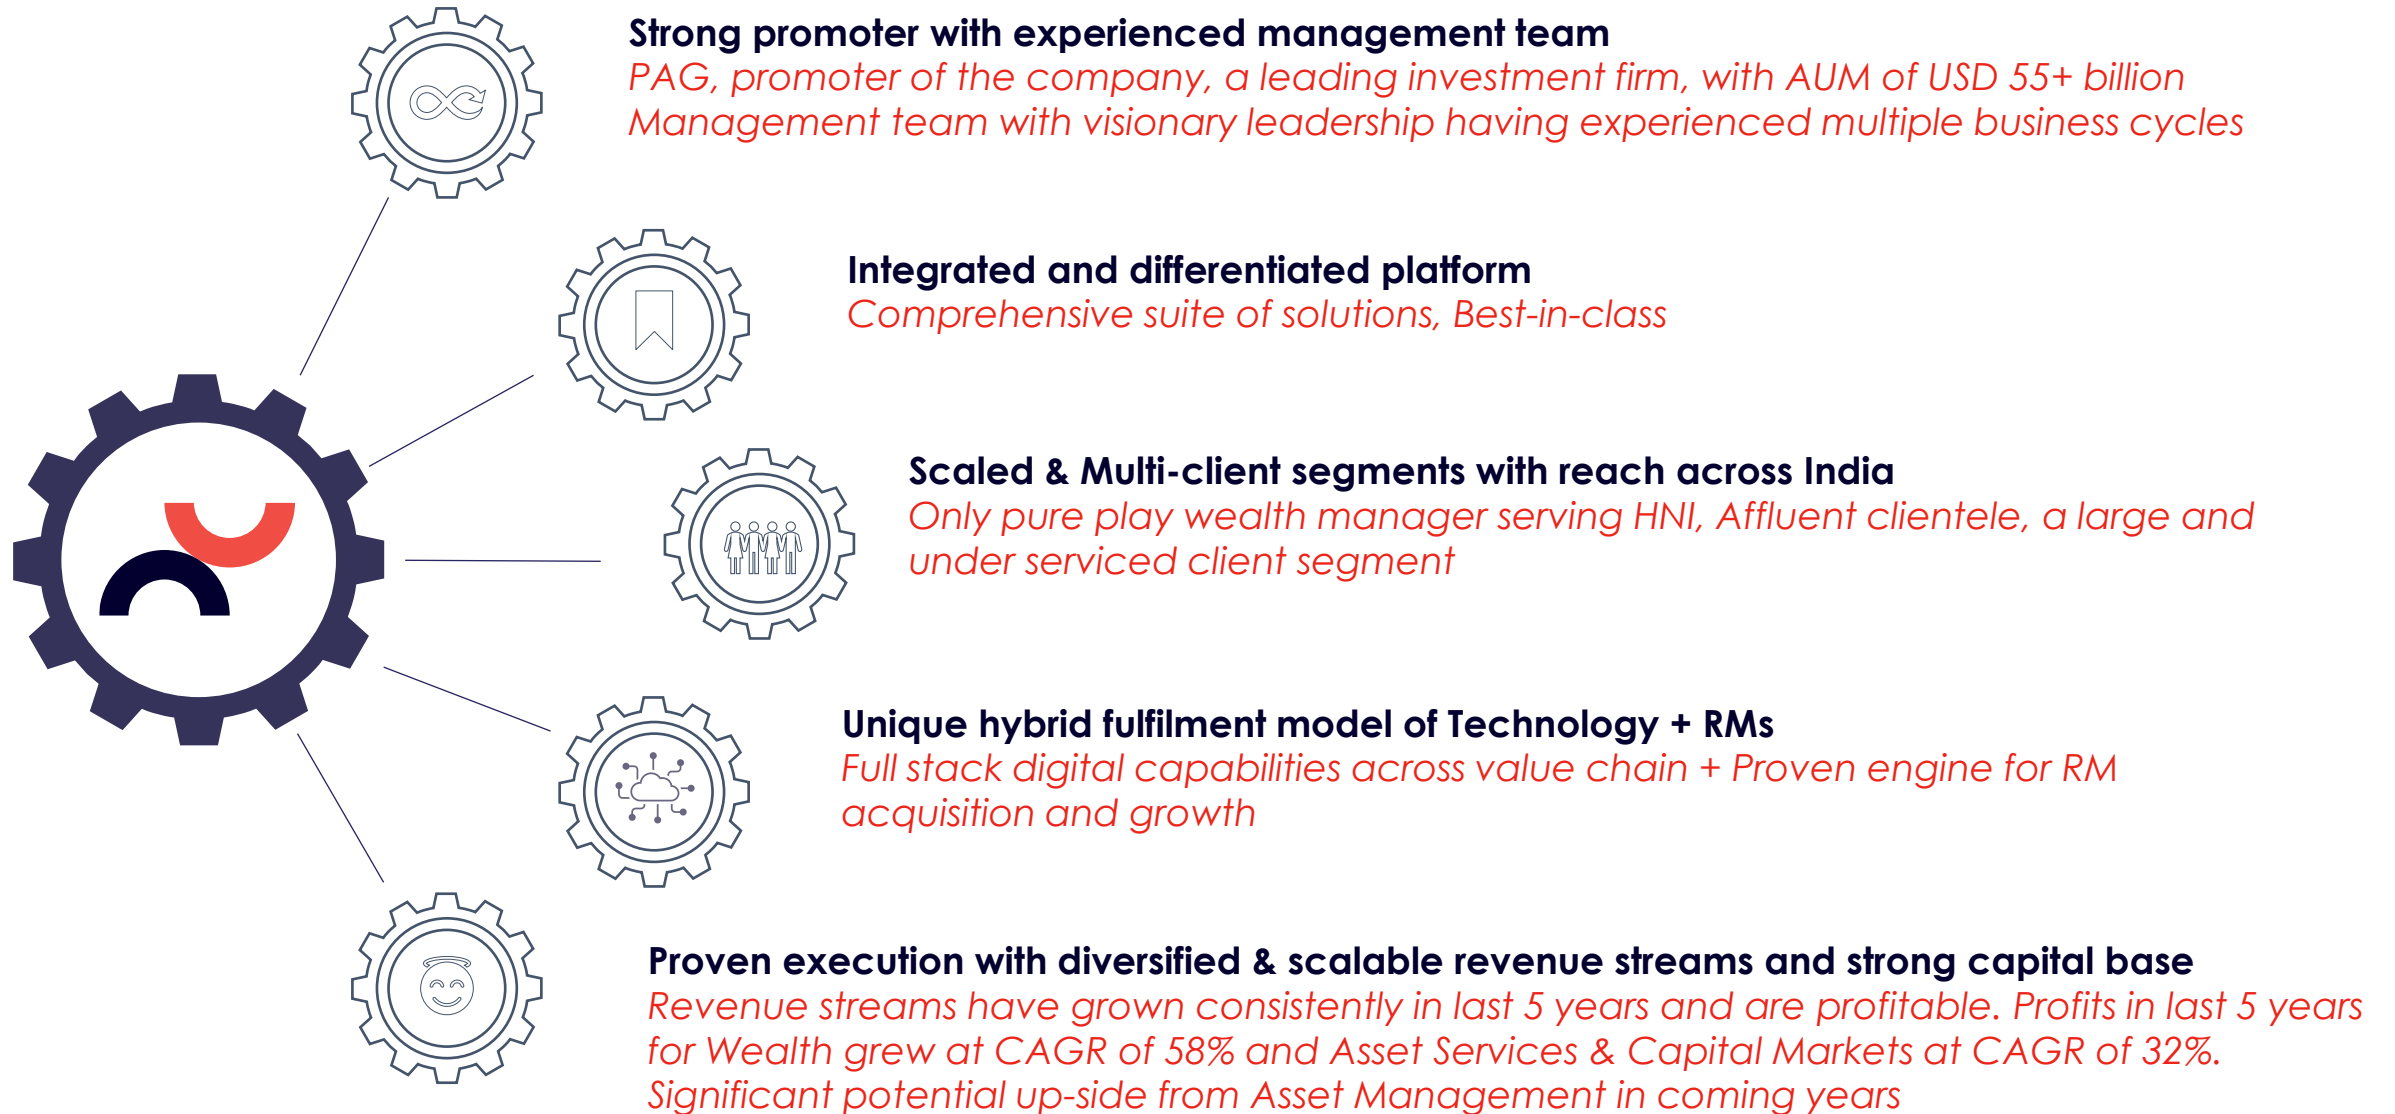 Strong promoter with experienced management team
PAG, promoter of the company, a leading investment firm, with AUM of USD 55+ billion
Management team with visionary leadership having experienced multiple business cycles
Integrated and differentiated platform
Comprehensive suite of solutions, Best-in-class
Scaled & Multi-client segments with reach across India
Only pure play wealth manager serving HNI, Affluent clientele, a large and
under serviced client segment
Unique hybrid fulfilment model of Technology + RMs
Full stack digital capabilities across value chain + Proven engine for RM
acquisition and growth
Proven execution with diversified & scalable revenue streams and strong capital base
Revenue streams have grown consistently in last 5 years and are profitable. Profits in last 5 years
for Wealth grew at CAGR of 58% and Asset Services & Capital Markets at CAGR of 32%.
Significant potential up-side from Asset Management in coming years